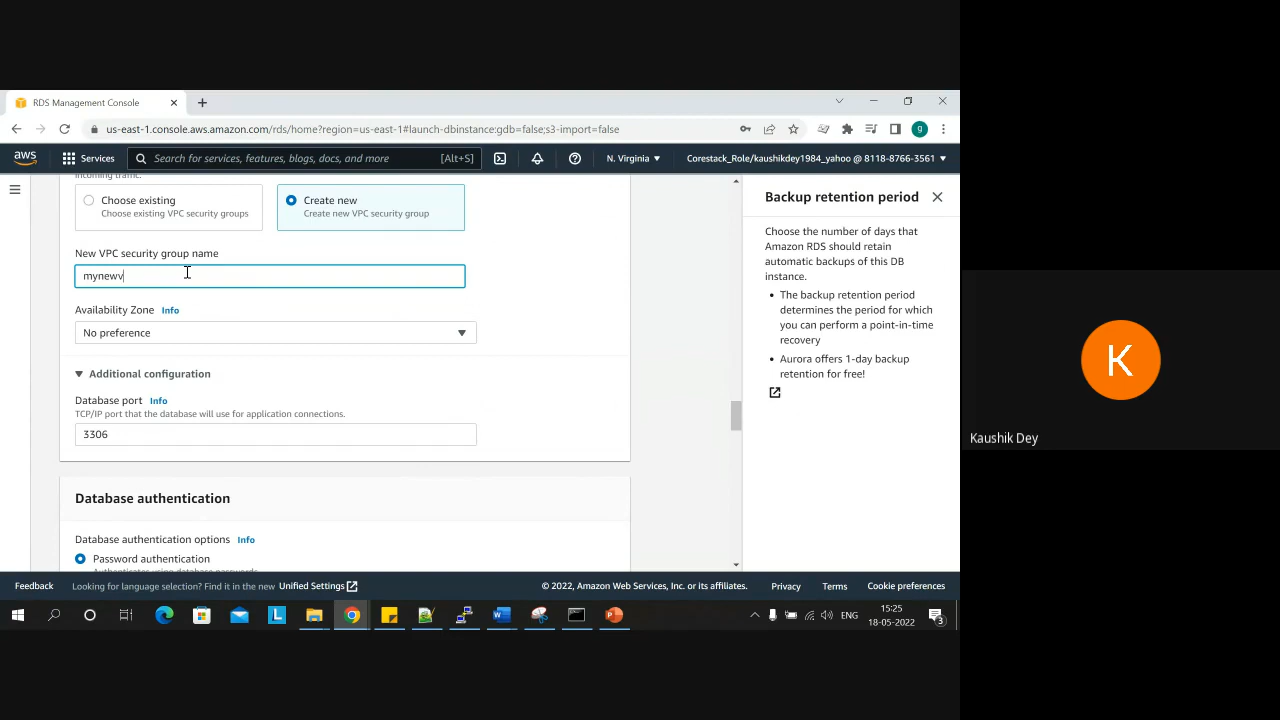 RDS Management Console
us-east-1.console.aws.amazon.com/rds/home?region=us-east-1#launch-dbinstance:gdb=false;s3-import=false
g
aws
Services
Search for services, features, blogs, docs, and more
[Alt+S]
N. Virginia
Corestack_Role/kaushikdey1984_yahoo @ 8118-8766-3561
incoming traffic.
Choose existing
Choose existing VPC security groups
Create new
Create new VPC security group
New VPC security group name
mynewv
Availability Zone Info
No preference
Additional configuration
Database port Info
TCP/IP port that the database will use for application connections.
3306
Database authentication
Database authentication options Info
Password authentication
Authenticates using database passwords.
Backup retention period
Choose the number of days that
Amazon RDS should retain
automatic backups of this DB
instance.
The backup retention period
determines the period for which
you can perform a point-in-time
recovery
Aurora offers 1-day backup
retention for free!
Feedback
Looking for language selection? Find it in the new Unified Settings
© 2022, Amazon Web Services, Inc. or its affiliates.
Privacy
Terms
Cookie preferences
L
W
P
ENG
15:25
18-05-2022
3
K
Kaushik Dey